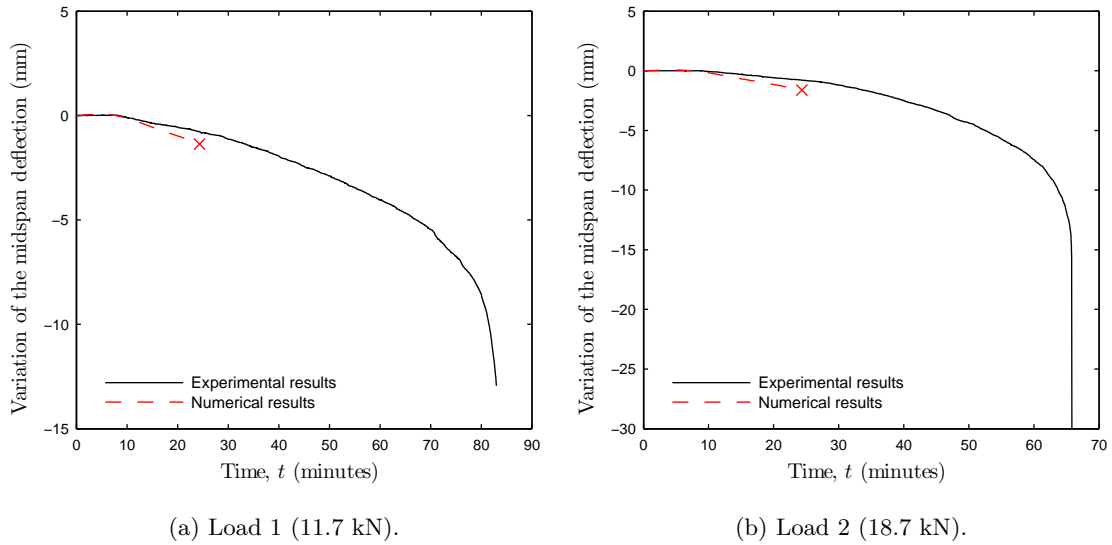 5
0
−5
−10
−15
0 10 20 30 40 50 60 70 80 90
Variation of the midspan deflection (mm)
Time, t (minutes)
Experimental results
Numerical results
(a) Load 1 (11.7 kN).
5
0
−5
−10
−15
−20
−25
−30
0 10 20 30 40 50 60 70
Variation of the midspan deflection (mm)
Time, t (minutes)
Experimental results
Numerical results
(b) Load 2 (18.7 kN).